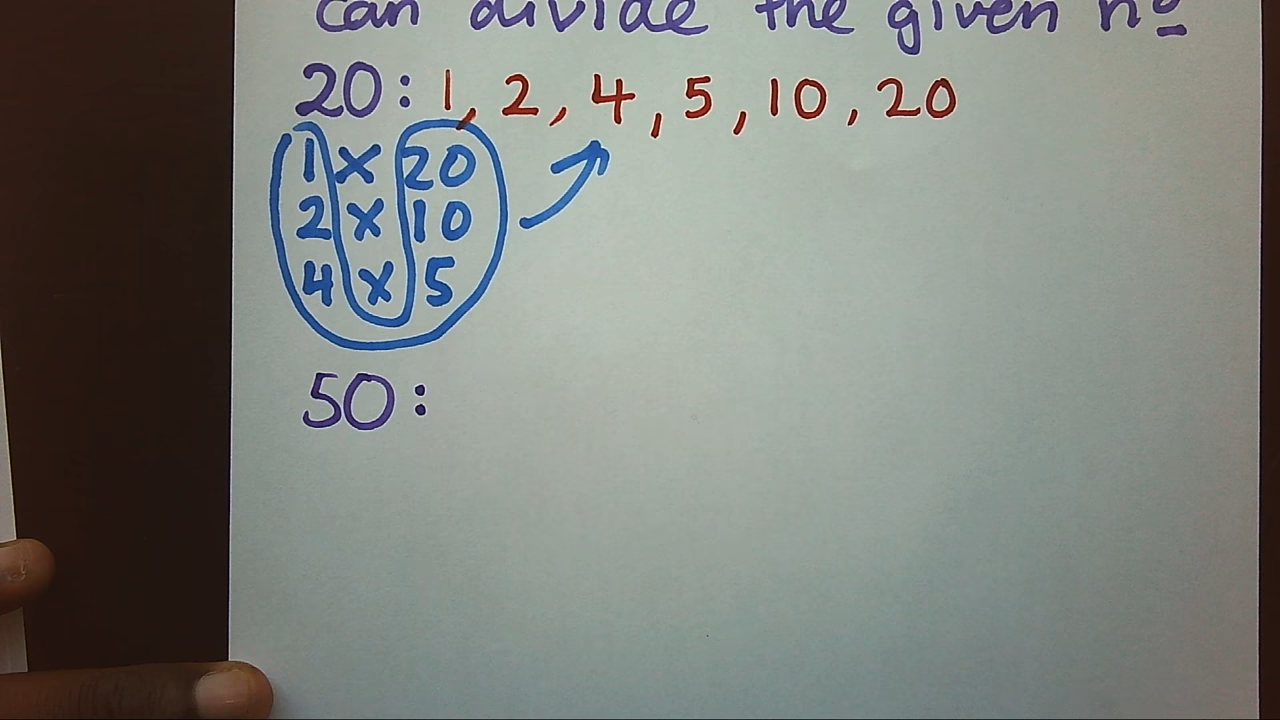 can divide the given nº
20: 1, 2, 4, 5, 10, 20
1 x 20
2 x 10
4 x 5
50: